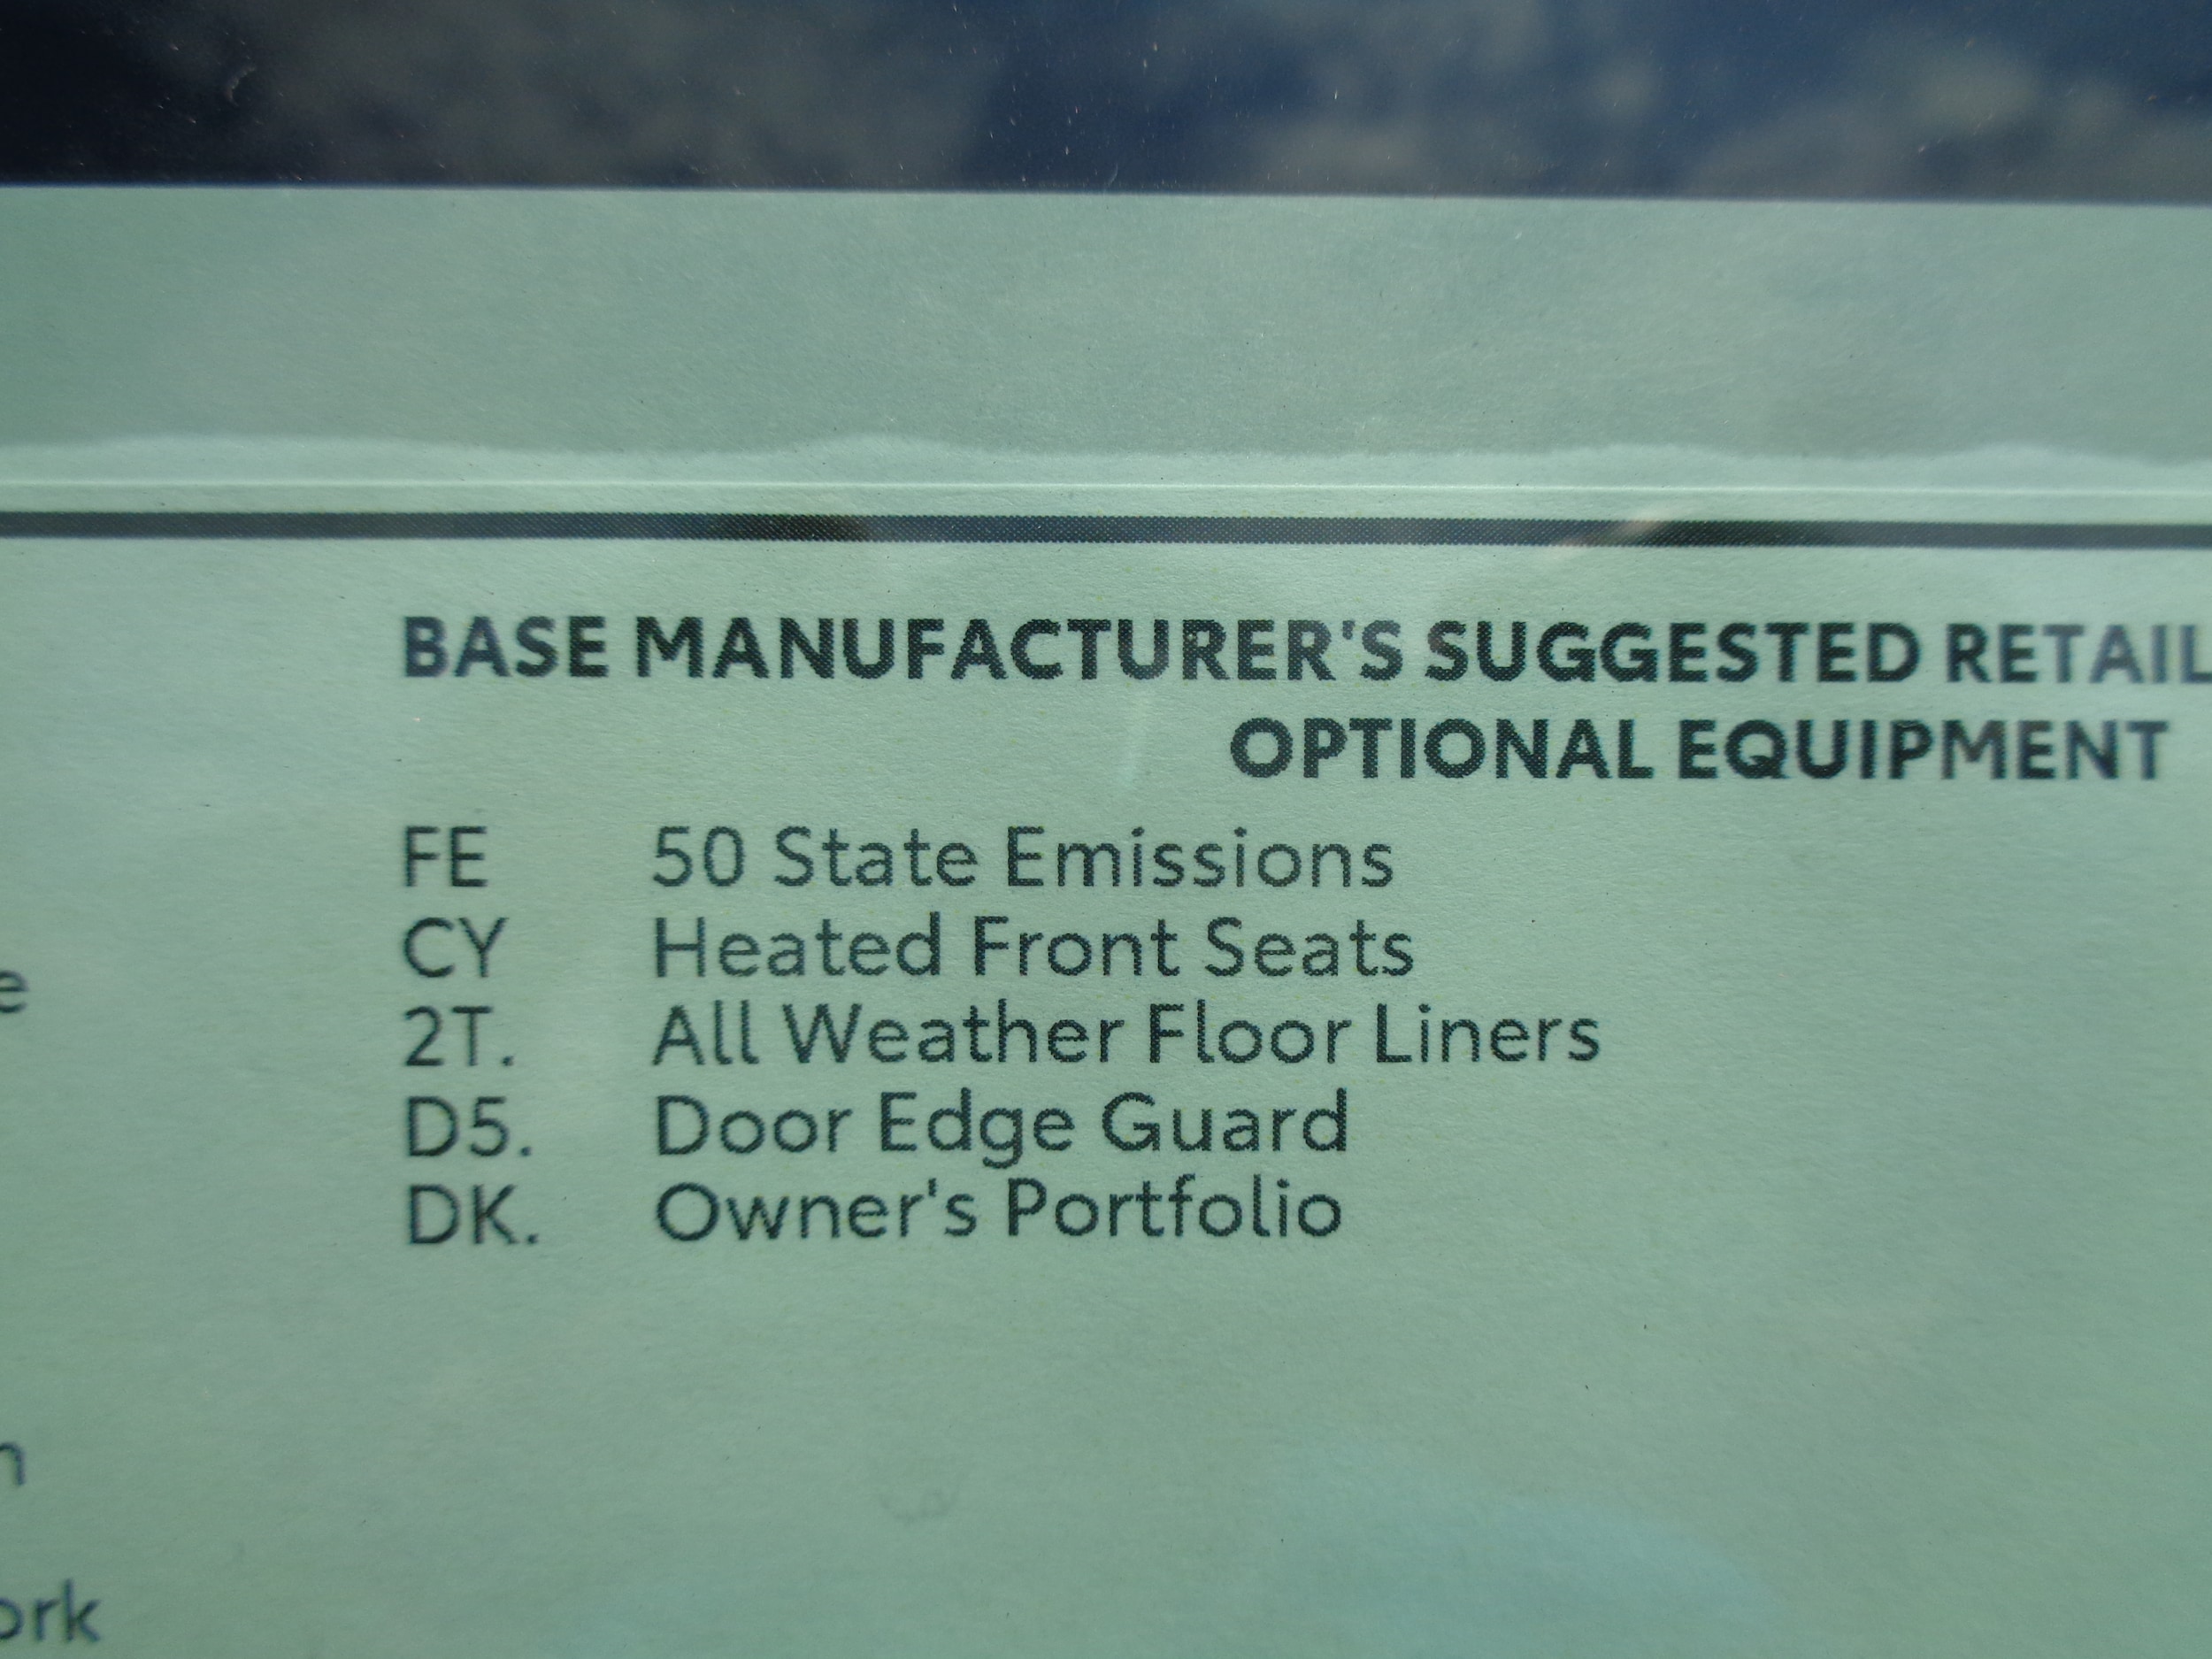 BASE MANUFACTURER'S SUGGESTED RETAIL
OPTIONAL EQUIPMENT
FE 50 State Emissions
CY Heated Front Seats
2T. All Weather Floor Liners
D5. Door Edge Guard
DK. Owner's Portfolio